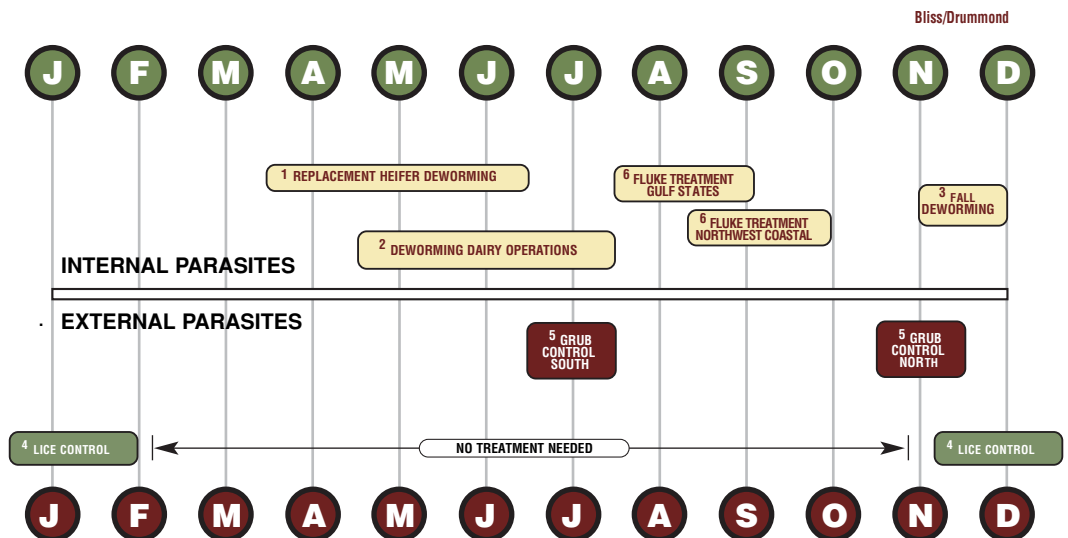 Bliss/Drummond
J F M A M J J A S O N D
1 REPLACEMENT HEIFER DEWORMING
6 FLUKE TREATMENT
GULF STATES
3 FALL
DEWORMING
6 FLUKE TREATMENT
NORTHWEST COASTAL
2 DEWORMING DAIRY OPERATIONS
INTERNAL PARASITES
. EXTERNAL PARASITES
5 GRUB
CONTROL
SOUTH
5 GRUB
CONTROL
NORTH
4 LICE CONTROL
NO TREATMENT NEEDED
4 LICE CONTROL
J F M A M J J A S O N D